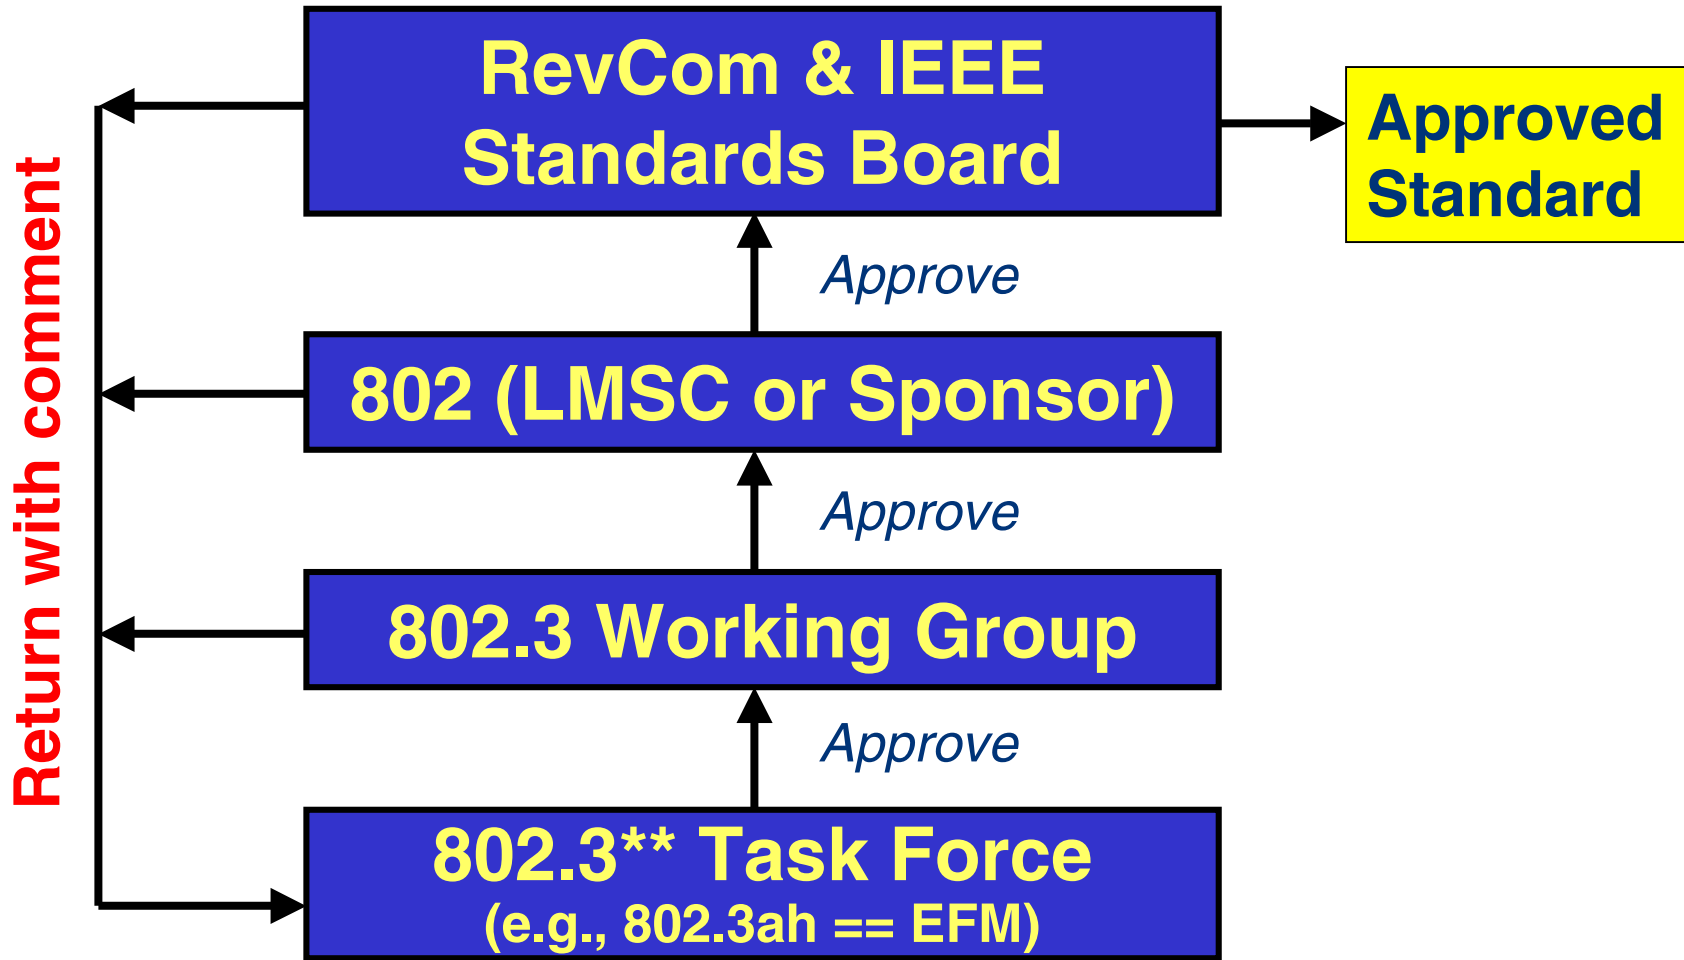 RevCom & IEEE
Standards Board
Approved
Standard
Approve
802 (LMSC or Sponsor)
Approve
802.3 Working Group
Approve
802.3** Task Force
(e.g., 802.3ah == EFM)
Return with comment